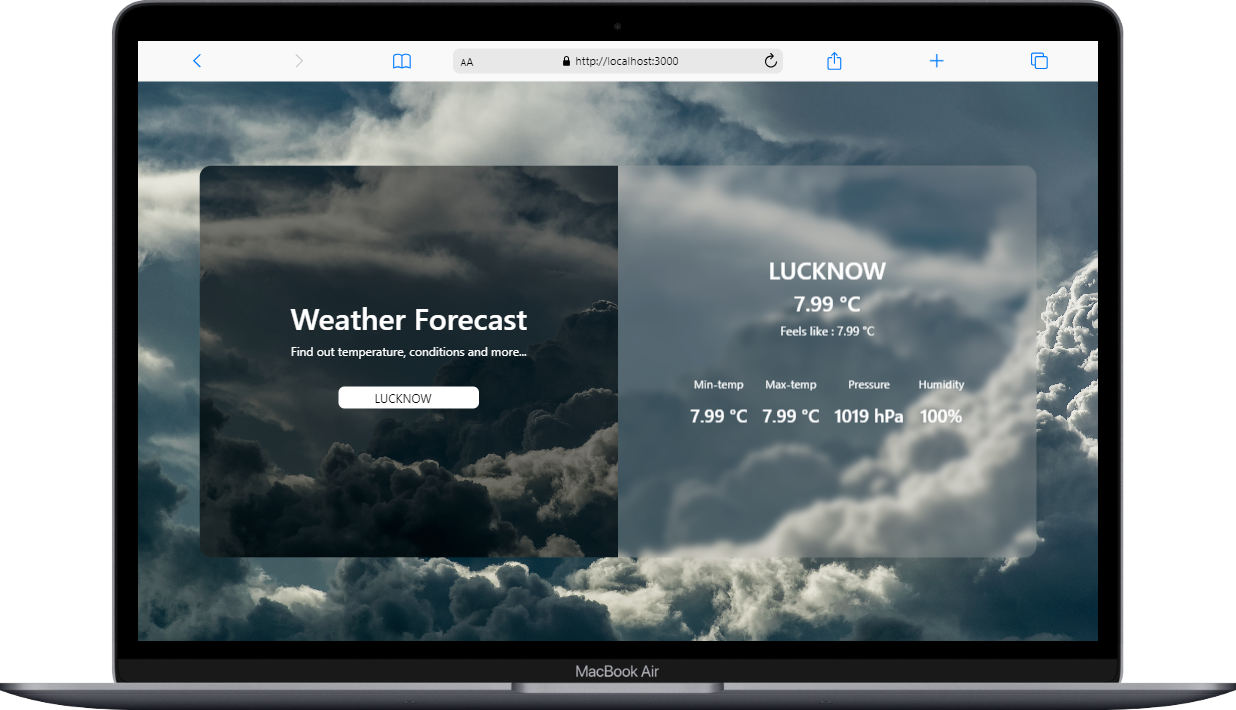 AA
http://localhost:3000
Weather Forecast
Find out temperature, conditions and more...
LUCKNOW
LUCKNOW
7.99 °C
Feels like : 7.99 °C
Min-temp Max-temp Pressure Humidity
7.99 °C 7.99 °C 1019 hPa 100%
MacBook Air